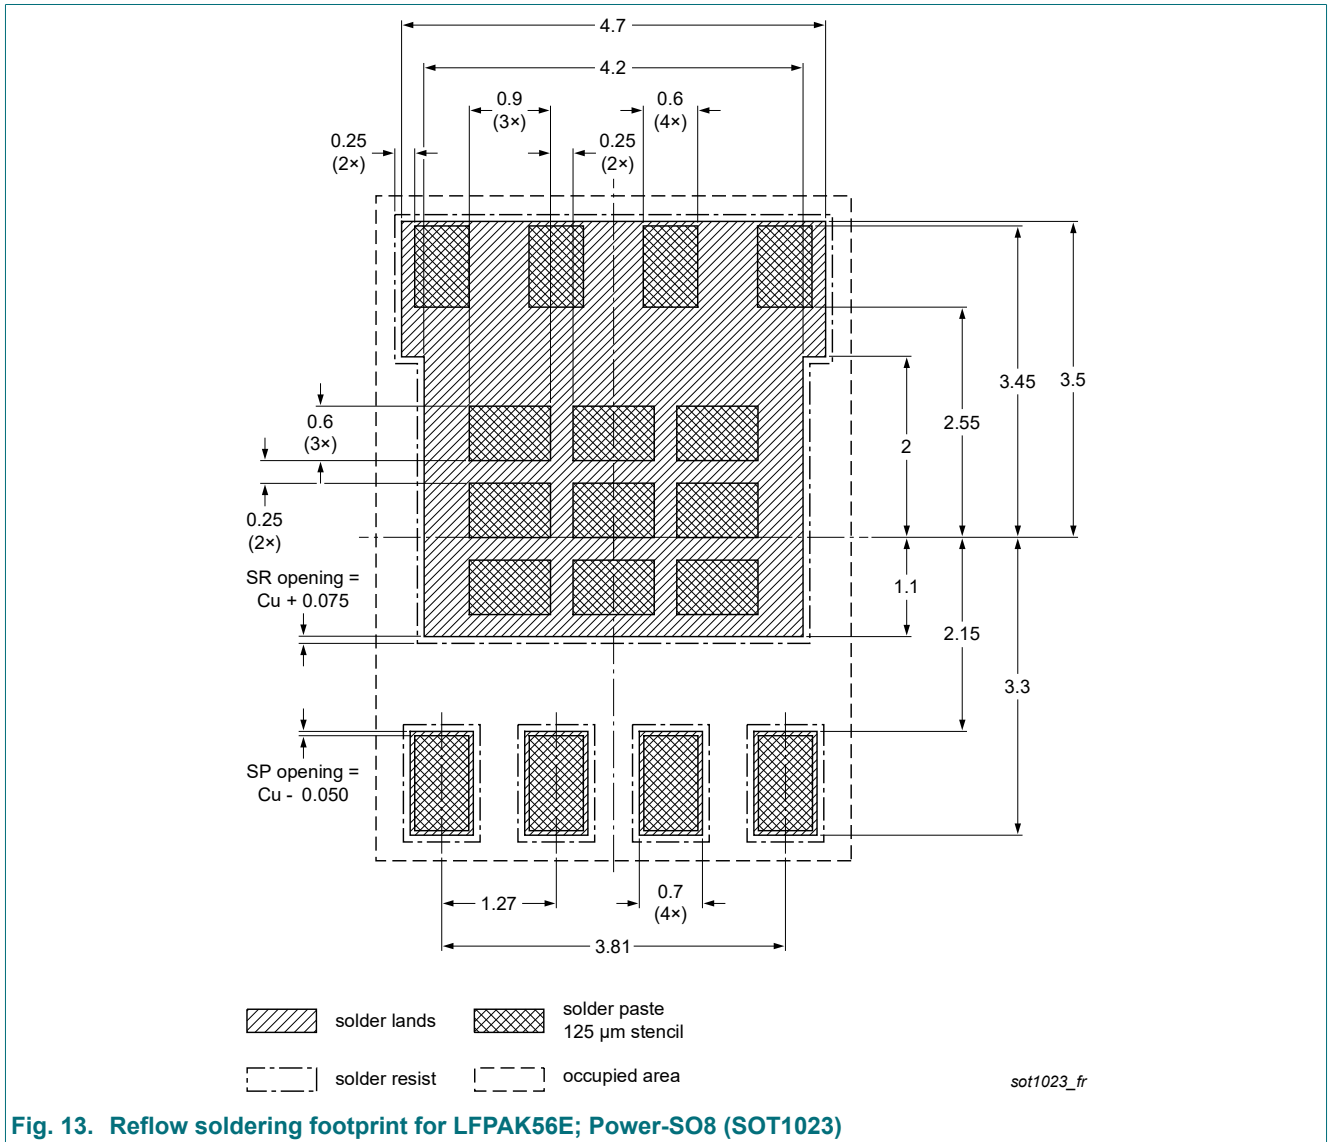 4.7
4.2
0.9
(3×)
0.6
(4×)
0.25
(2×)
0.25
(2×)
3.45
3.5
0.6
(3×)
2.55
2
0.25
(2×)
SR opening =
Cu + 0.075
1.1
2.15
3.3
SP opening =
Cu - 0.050
1.27
0.7
(4×)
3.81
solder lands
solder paste
125 µm stencil
solder resist
occupied area
sot1023_fr
Fig. 13. Reflow soldering footprint for LFPAK56E; Power-SO8 (SOT1023)